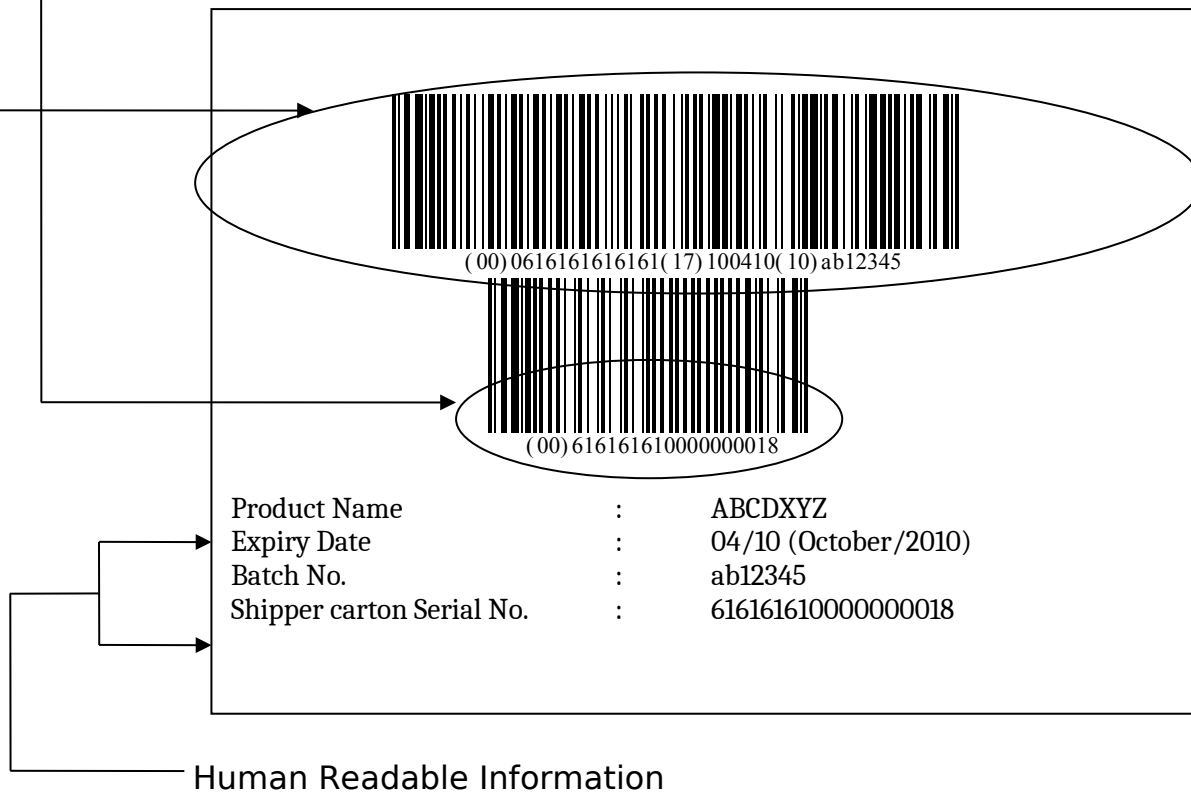 (00)0616161616161(17)100410(10)ab12345
(00)616161610000000018
Product Name : ABCDXYZ
Expiry Date : 04/10 (October/2010)
Batch No. : ab12345
Shipper carton Serial No. : 616161610000000018
Human Readable Information